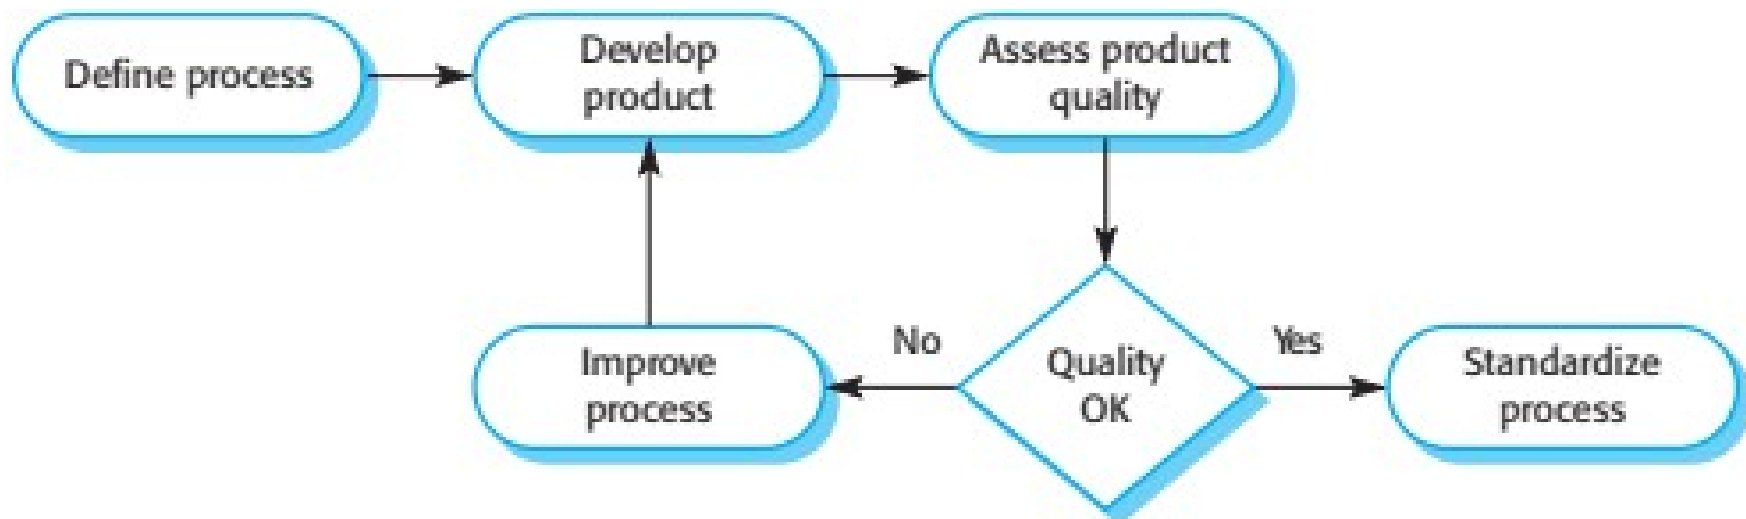 Define process
Develop
product
Assess product
quality
Improve
process
No
Quality
OK
Yes
Standardize
process